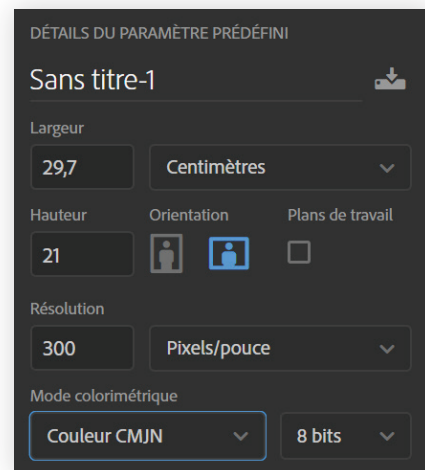 DÉTAILS DU PARAMÈTRE PRÉDÉFINI
Sans titre-1
Largeur
29,7 Centimètres
Hauteur Orientation Plans de travail
21
Résolution
300 Pixels/pouce
Mode colorimétrique
Couleur CMJN 8 bits